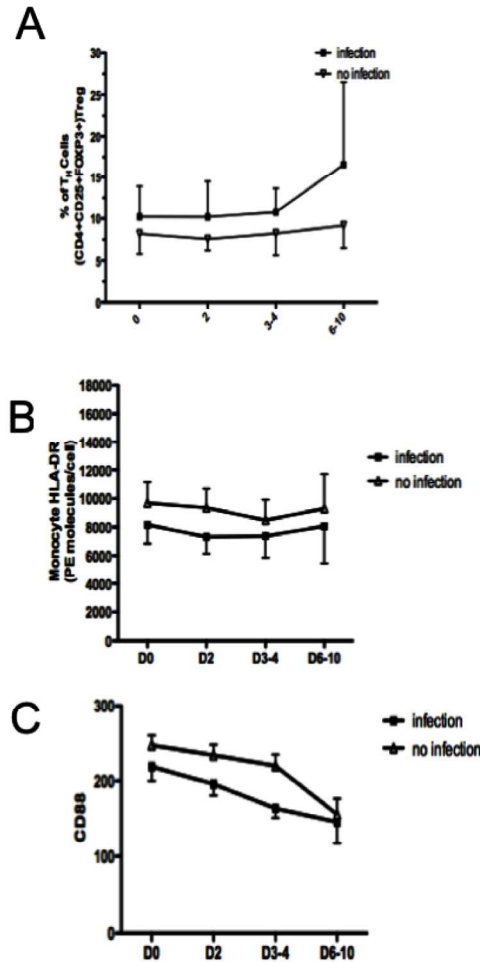 A
infection
no infection
30
25
20
15
10
5
0
% of TH Cells
(CD4+CD25+FOXP3+)Treg
0
2
3-4
6-10
B
18000
16000
14000
12000
10000
8000
6000
4000
2000
0
Monocyte HLA-DR
(PE molecules/cell)
infection
no infection
D0
D2
D3-4
D6-10
C
300
200
100
0
CD88
infection
no infection
D0
D2
D3-4
D6-10